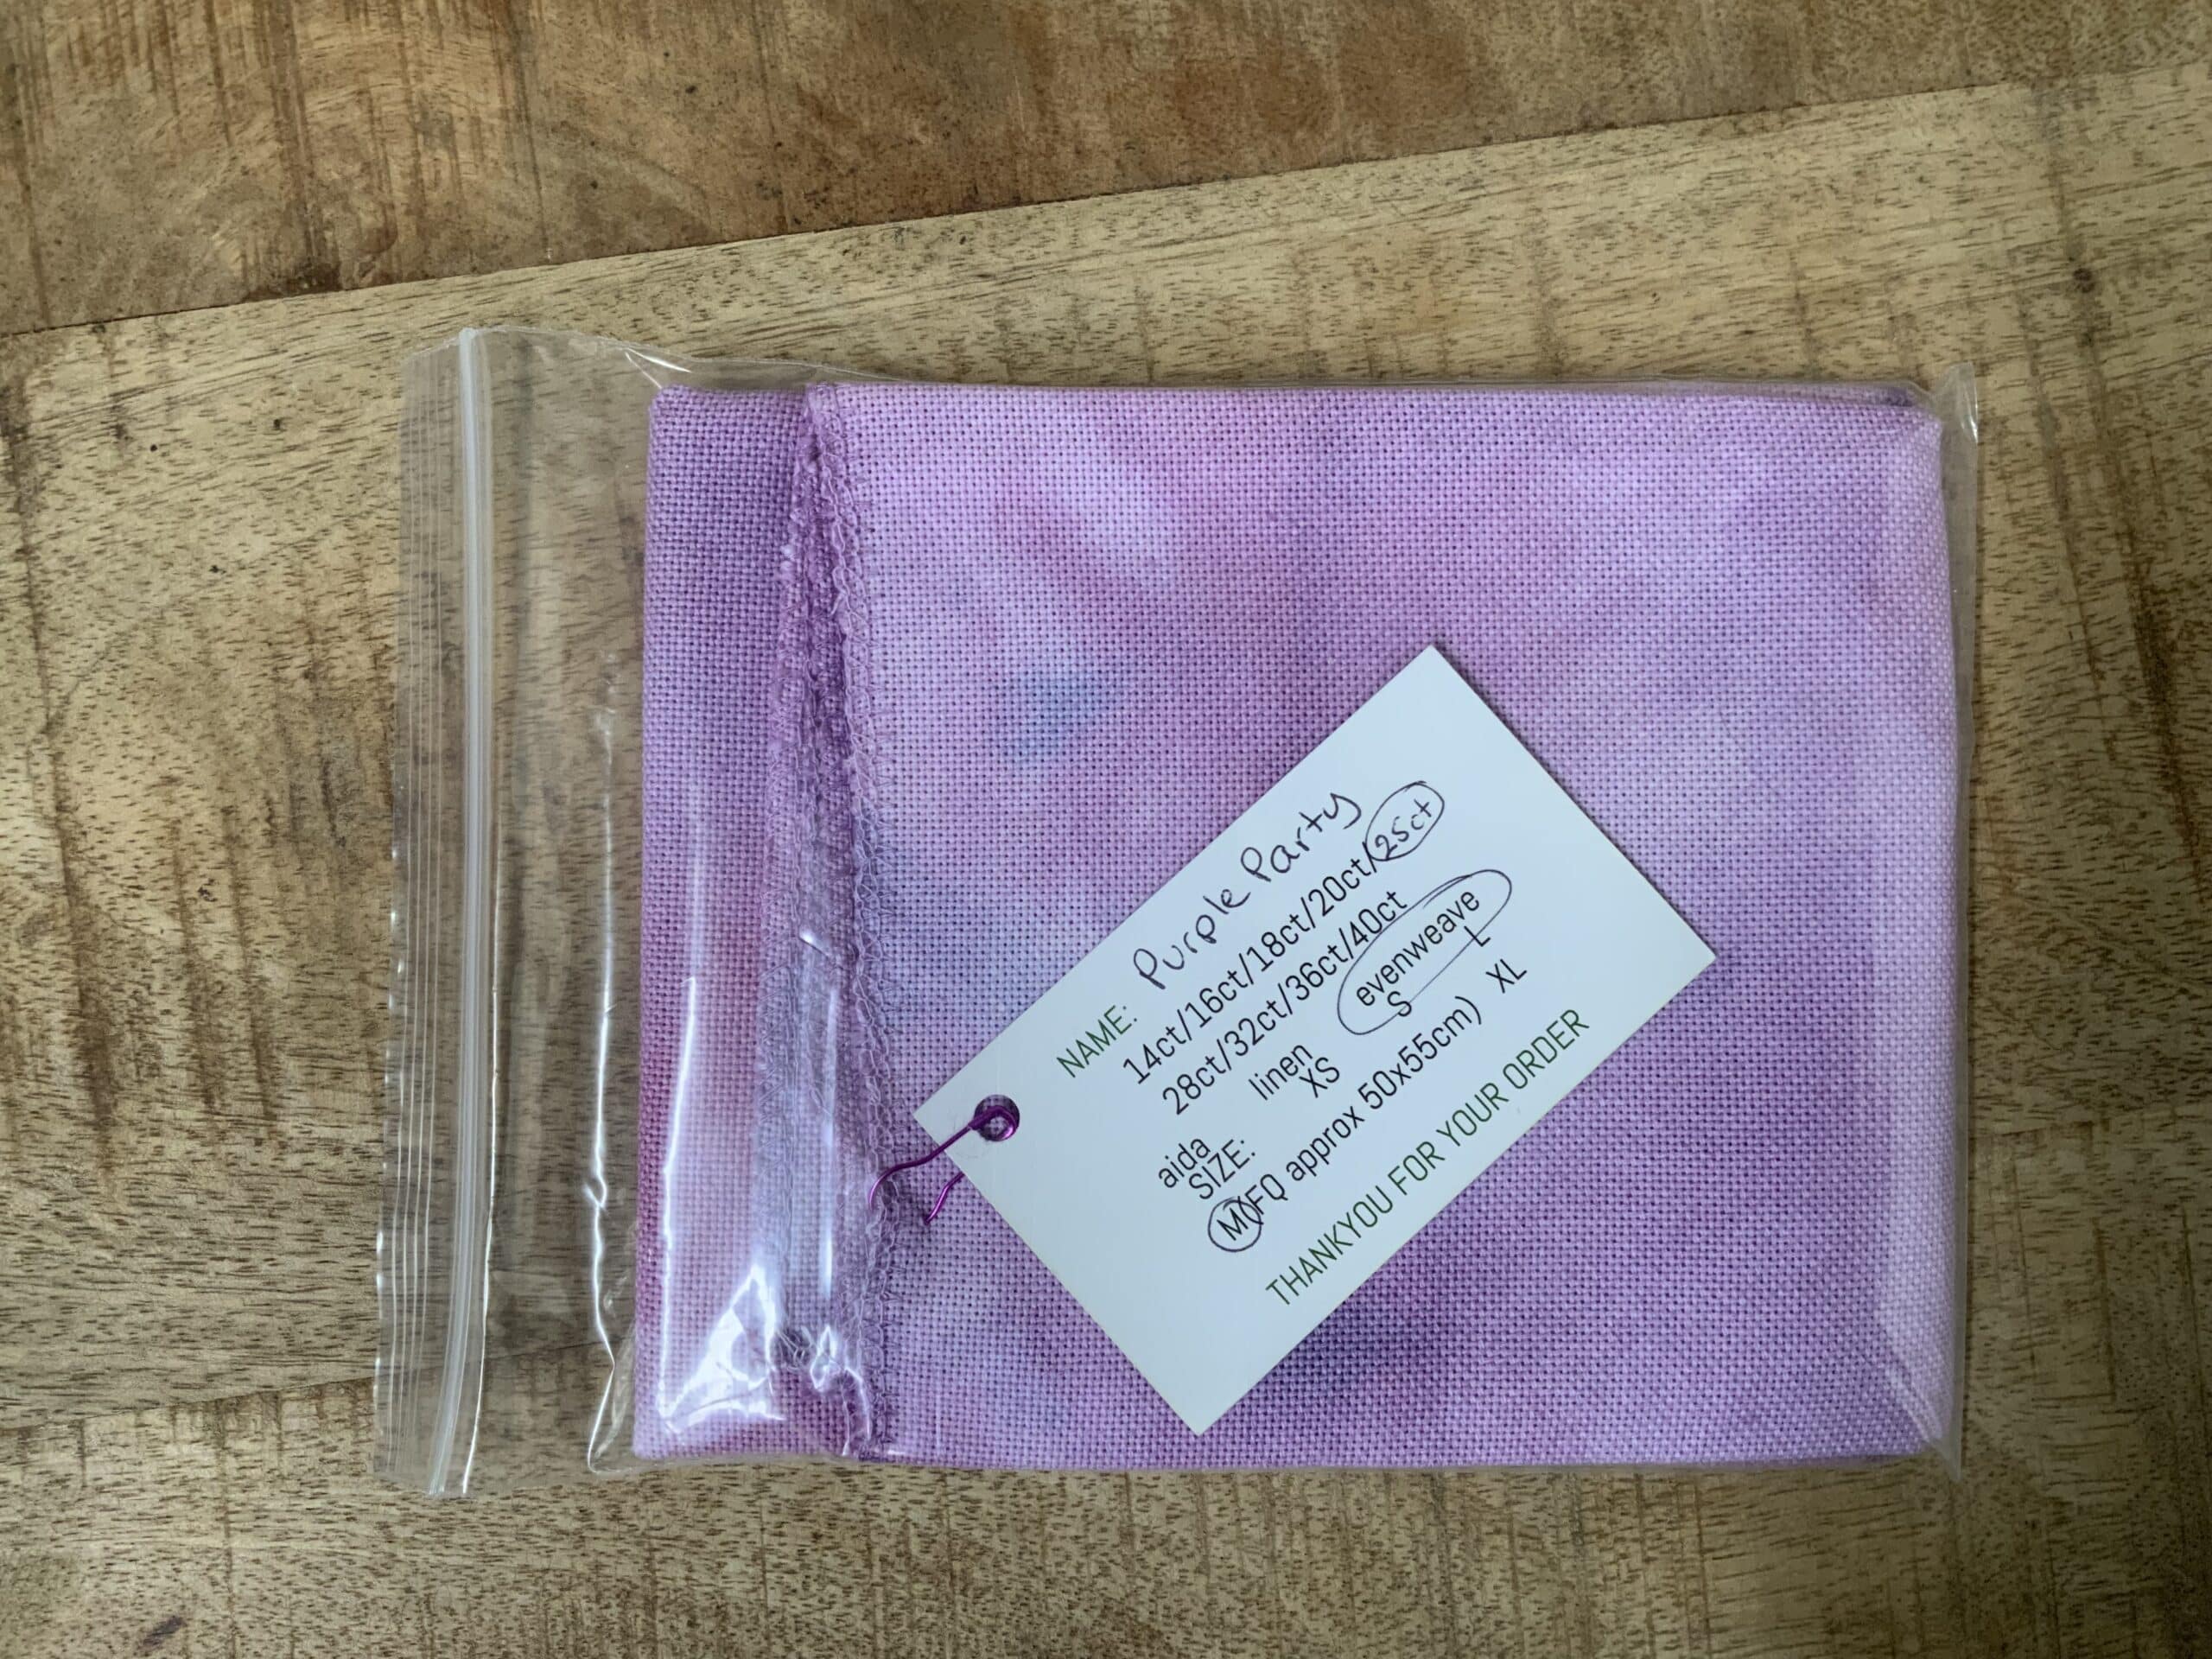 NAME: Purple Party
14ct/16ct/18ct/20ct/25ct
28ct/32ct/36ct/40ct
aida linen evenweave
SIZE: XS S L
M(FQ approx 50x55cm) XL
THANKYOU FOR YOUR ORDER